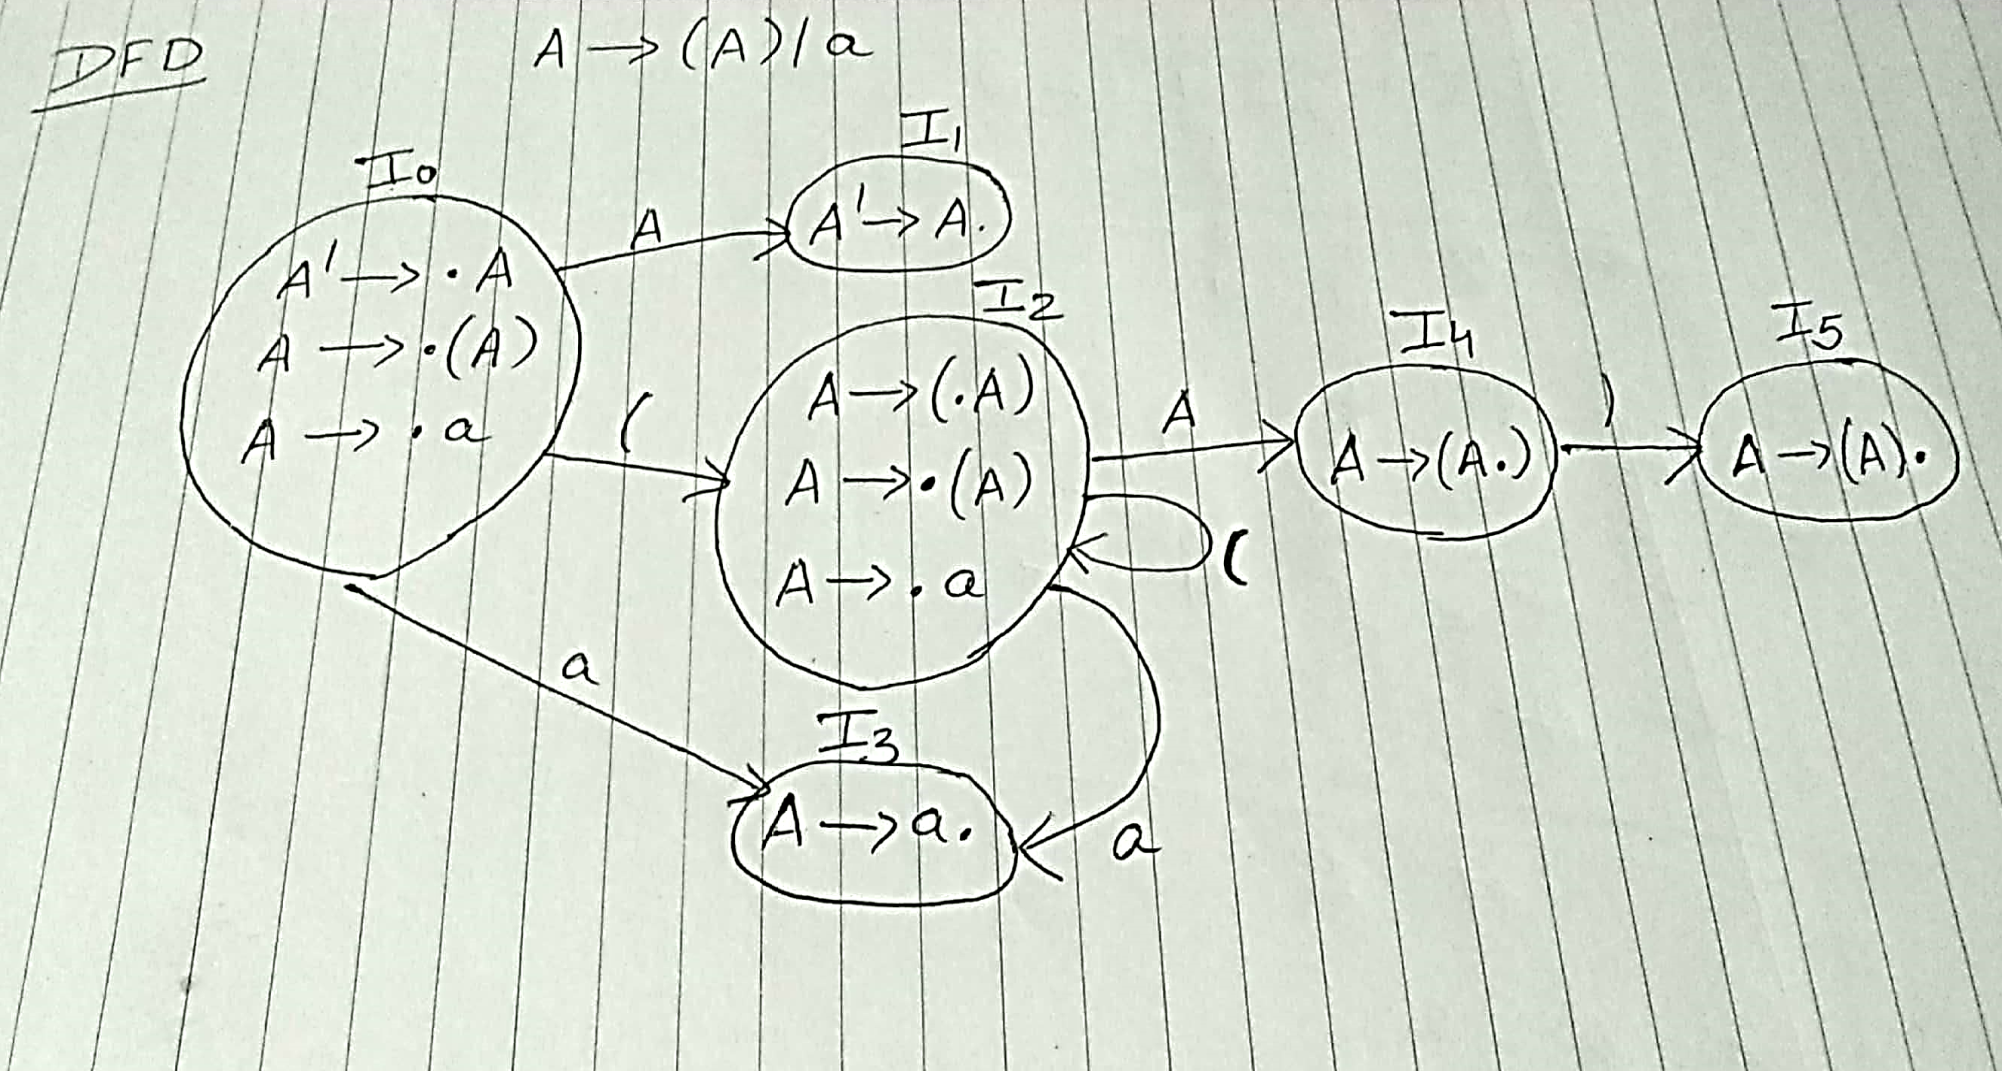 DFD
A → (A) / a
I0
A' → . A
A → .(A)
A → . a
A
I1
A' → A.
(
I2
A → (.A)
A → .(A)
A → . a
A
(
I4
A → (A.)
)
I5
A → (A).
a
a
I3
A → a.